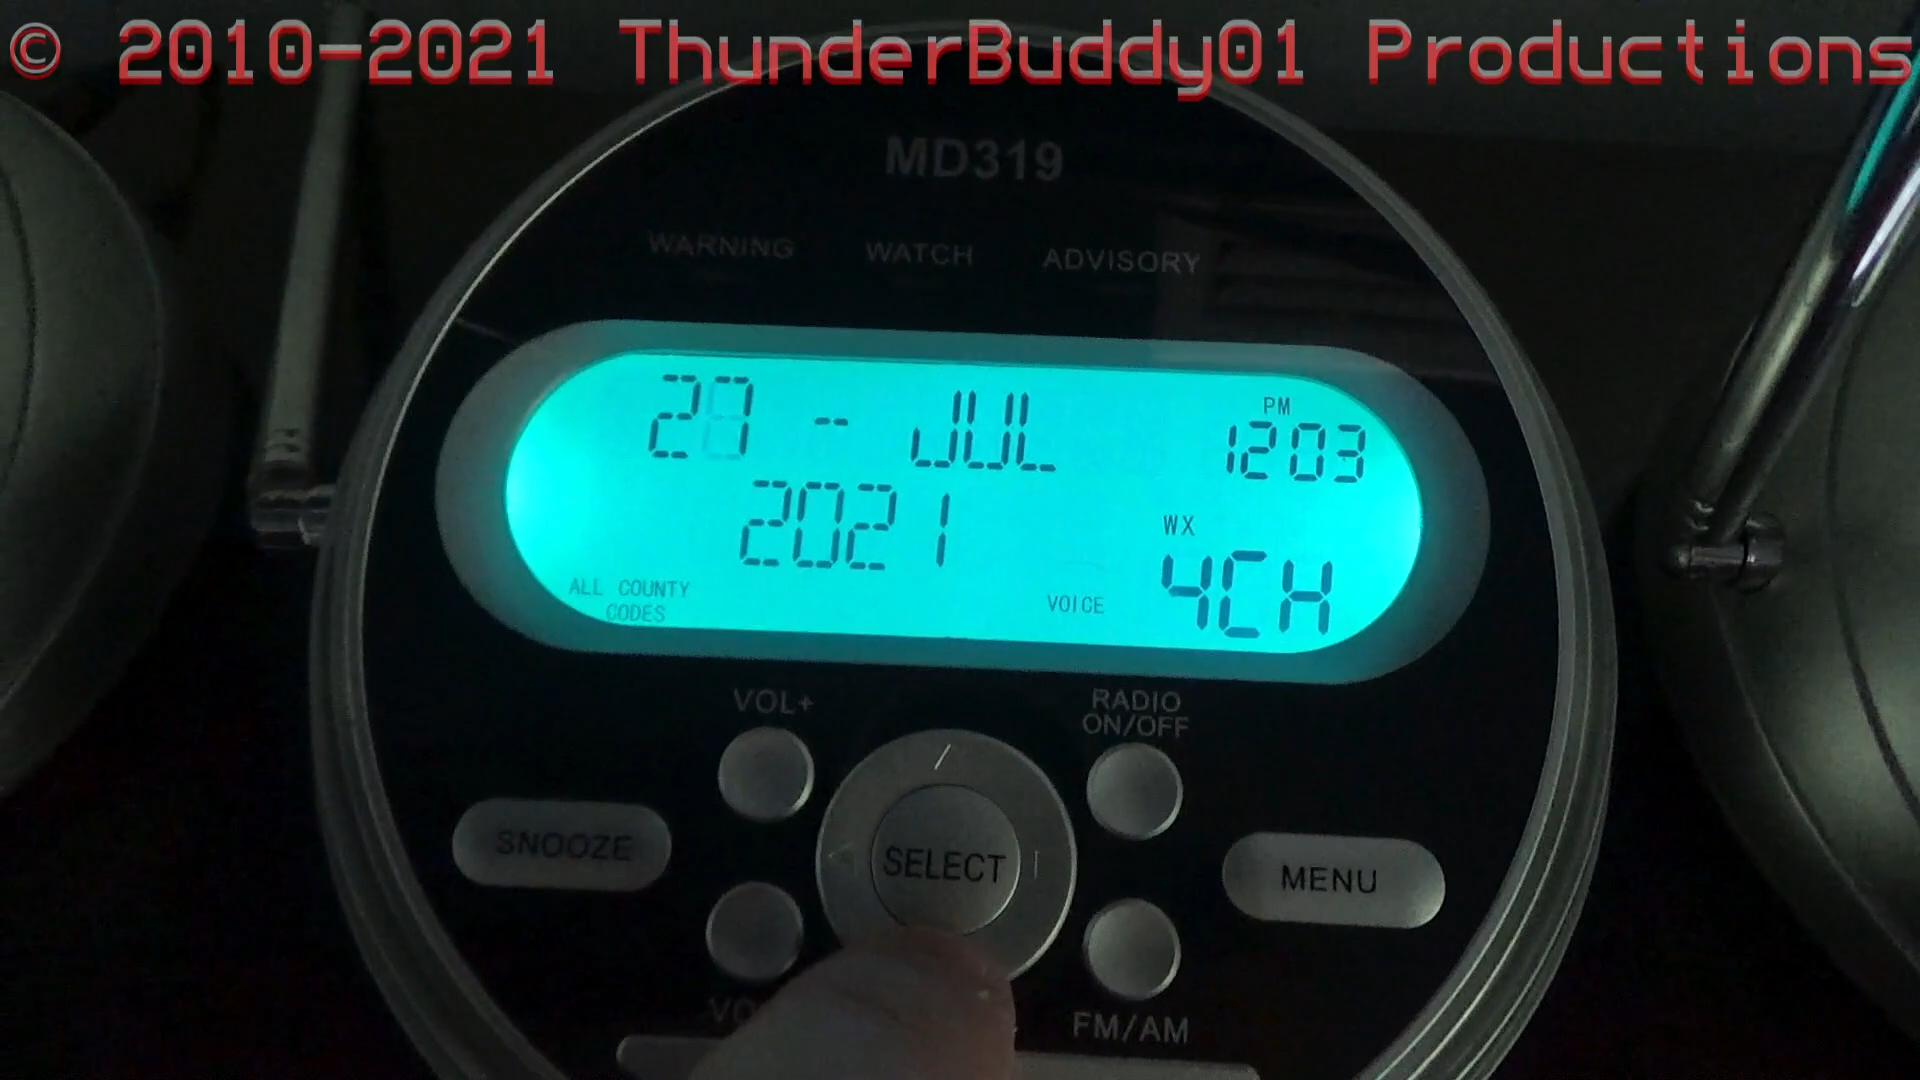 © 2010-2021 ThunderBuddy01 Productions
MD319
WARNING WATCH ADVISORY
27 - JUL
PM
1203
2021
WX
4CH
ALL COUNTY
CODES
VOICE
VOL+
RADIO
ON/OFF
SNOOZE
SELECT
MENU
FM/AM